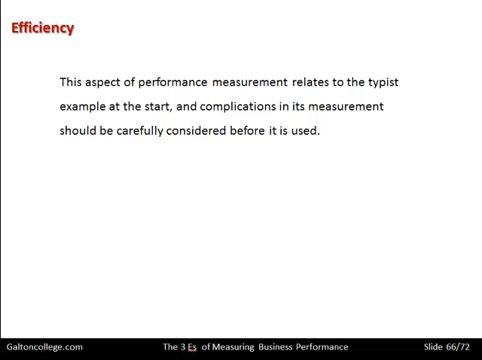 Efficiency
This aspect of performance measurement relates to the typist
example at the start, and complications in its measurement
should be carefully considered before it is used.
Galtoncollege.com The 3 Es of Measuring Business Performance Slide 66/72